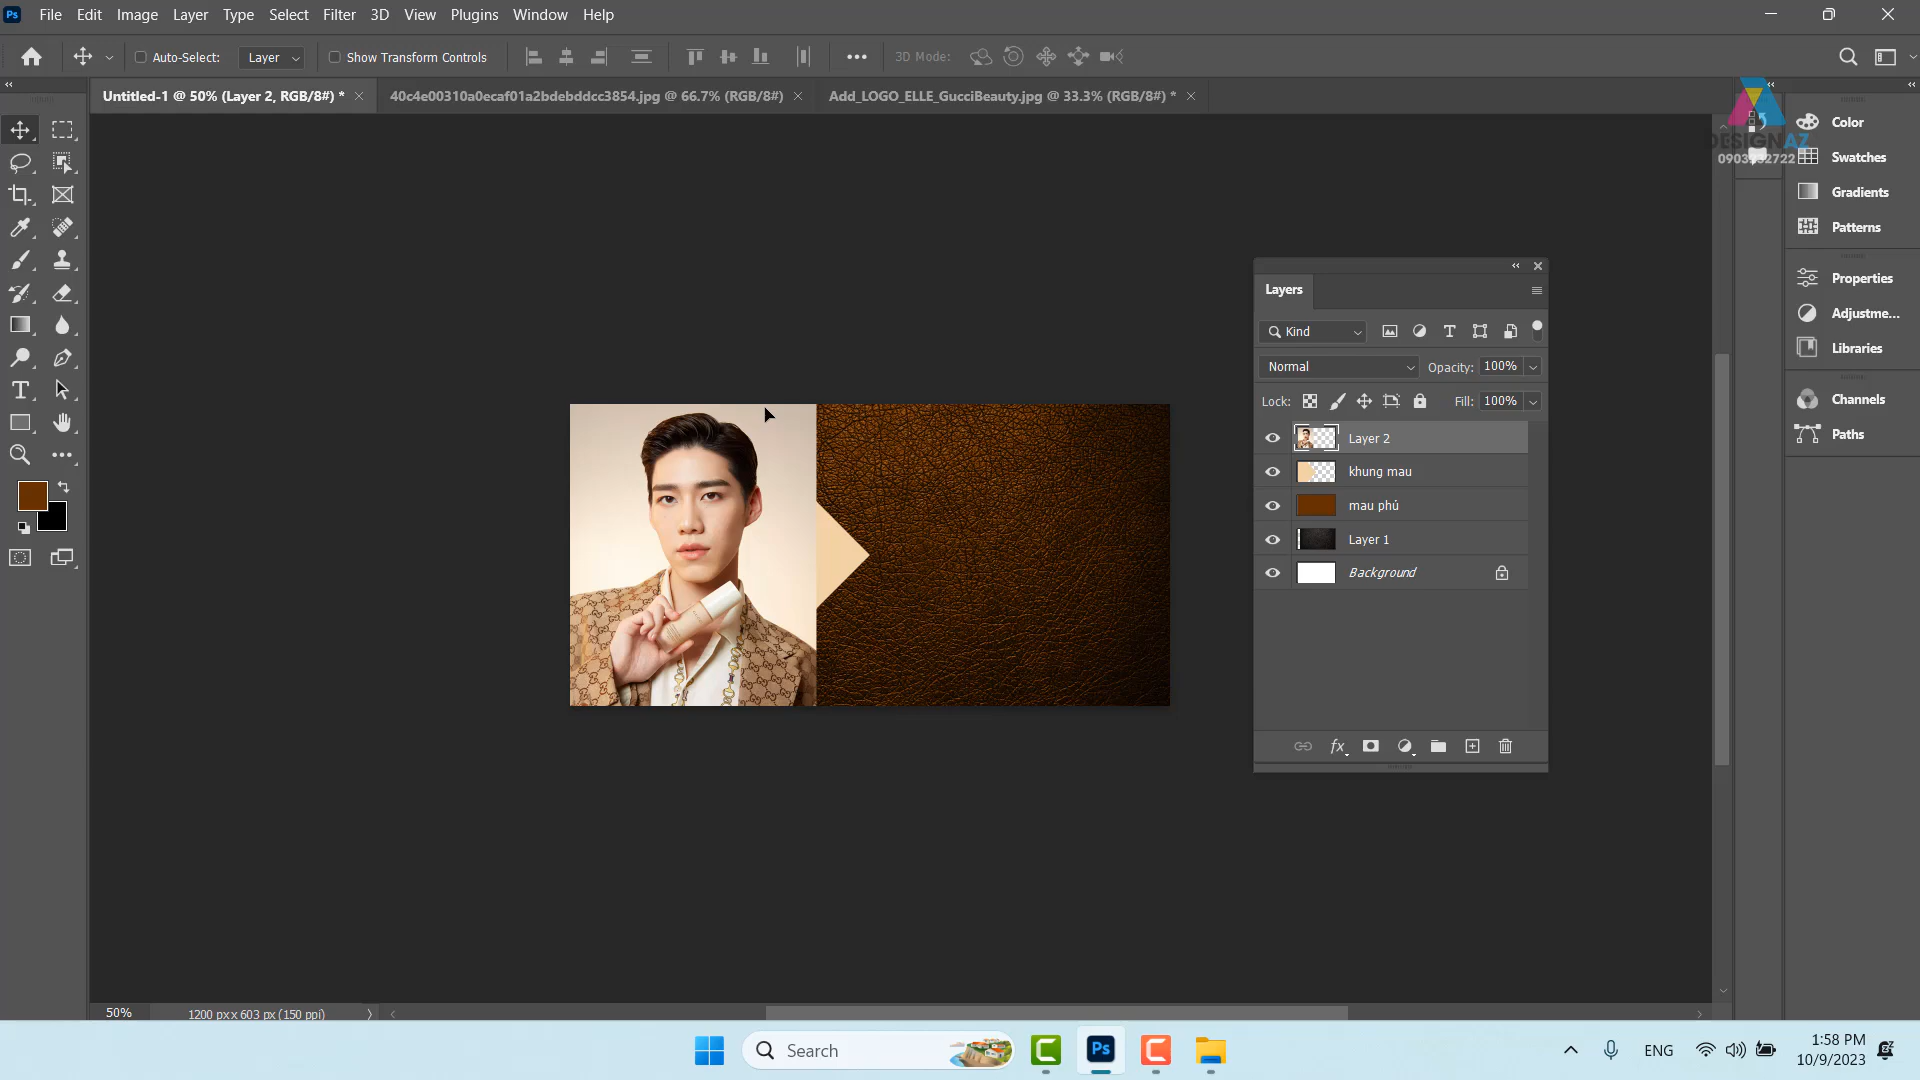 Ps File Edit Image Layer Type Select Filter 3D View Plugins Window Help
Auto-Select: Layer Show Transform Controls 3D Mode:
Untitled-1 @ 50% (Layer 2, RGB/8#) * 40c4e00310a0ecaf01a2bdebddcc3854.jpg @ 66.7% (RGB/8#) Add_LOGO_ELLE_GucciBeauty.jpg @ 33.3% (RGB/8#) *
DESIGNAZ
Color
Swatches
Gradients
Patterns
Properties
Adjustme...
Libraries
Channels
Paths
Layers
Kind
Normal Opacity: 100%
Lock: Fill: 100%
Layer 2
khung mau
mau phủ
Layer 1
Background
fx
50% 1200 px x 603 px (150 ppi)
Search
Ps
ENG
1:58 PM
10/9/2023